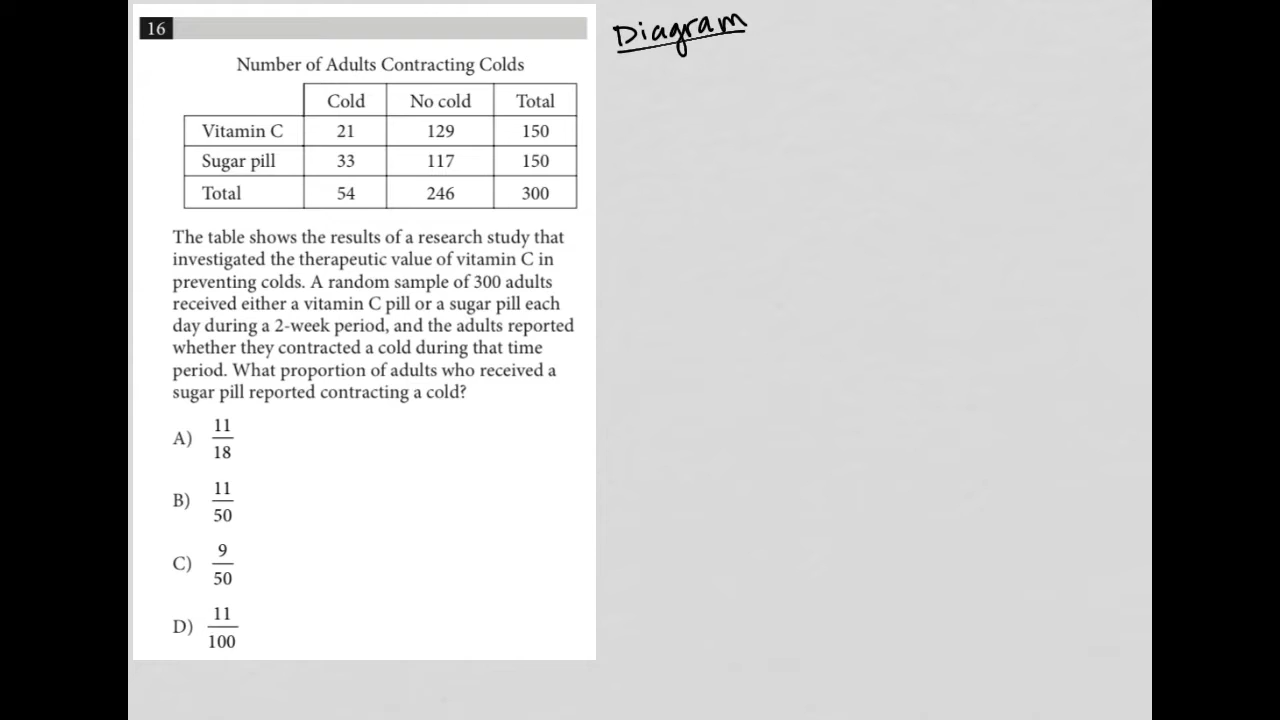 16
Diagram
Number of Adults Contracting Colds
Cold No cold Total
Vitamin C 21 129 150
Sugar pill 33 117 150
Total 54 246 300
The table shows the results of a research study that
investigated the therapeutic value of vitamin C in
preventing colds. A random sample of 300 adults
received either a vitamin C pill or a sugar pill each
day during a 2-week period, and the adults reported
whether they contracted a cold during that time
period. What proportion of adults who received a
sugar pill reported contracting a cold?
A) 11/18
B) 11/50
C) 9/50
D) 11/100